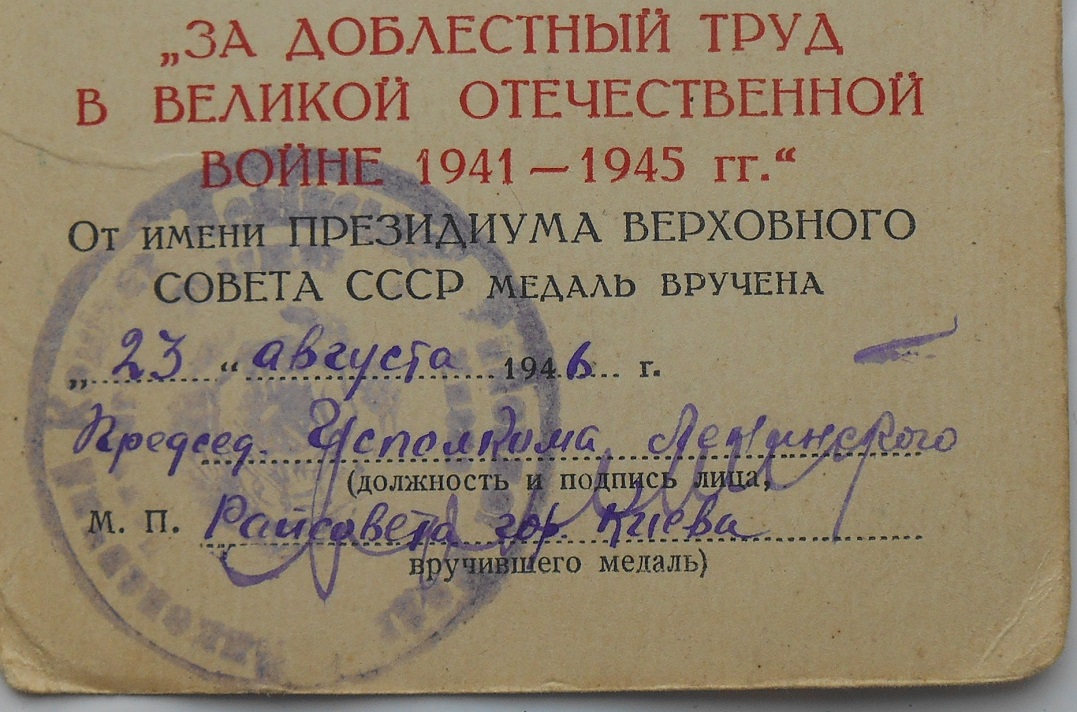 „ЗА ДОБЛЕСТНЫЙ ТРУД
В ВЕЛИКОЙ ОТЕЧЕСТВЕННОЙ
ВОЙНЕ 1941 — 1945 гг.“
От имени ПРЕЗИДИУМА ВЕРХОВНОГО
СОВЕТА СССР медаль вручена
„23“ августа 1946 г.
Председ. Исполкома Ленинского
(должность и подпись лица,
М. П. Райсовета гор. Киева
вручившего медаль)